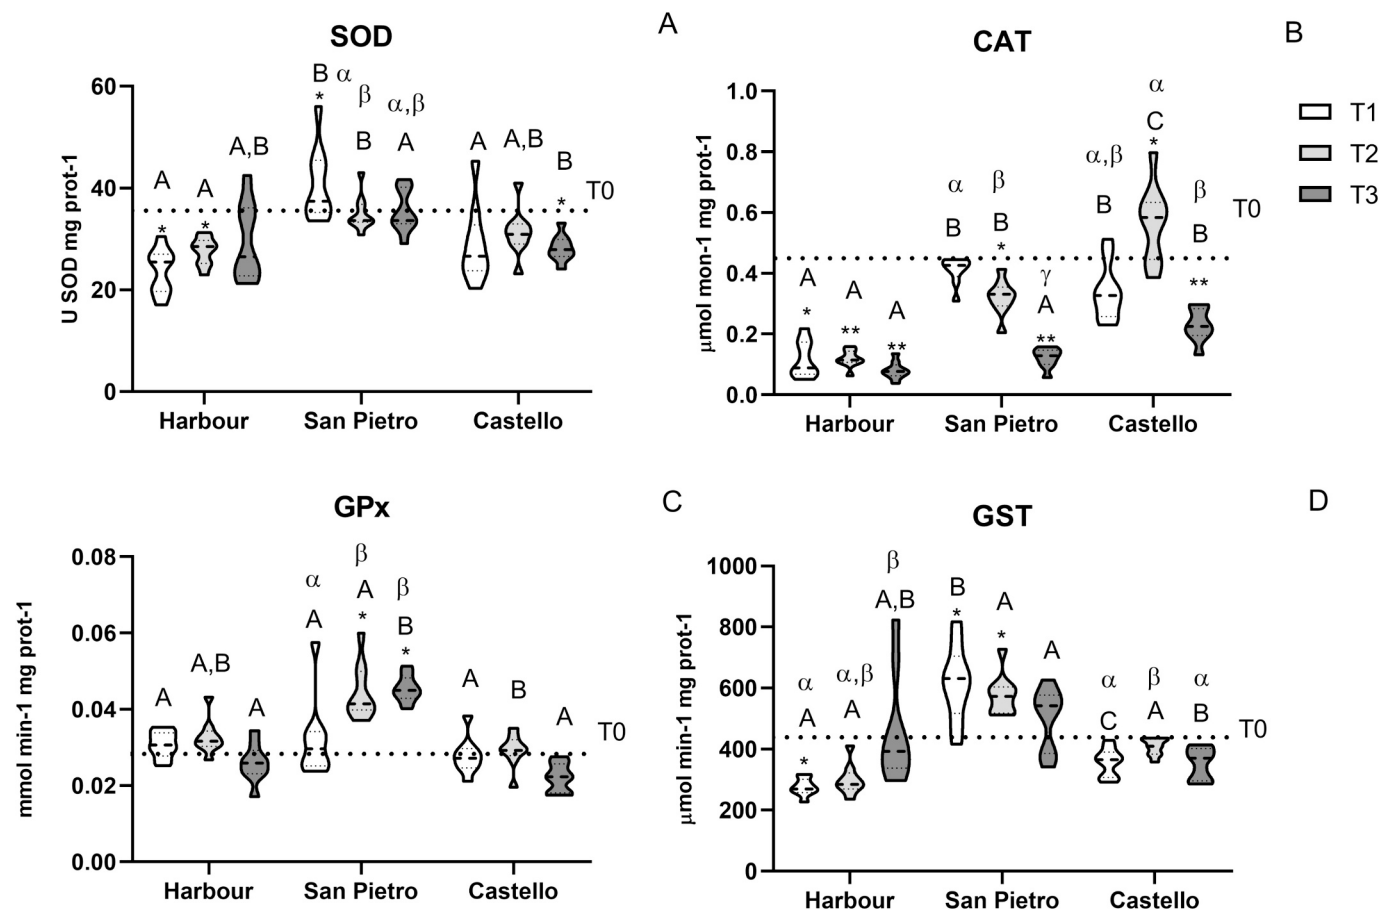 SOD
A
B α
*
β
α,β
A
*
A
*
A,B
B
A
A
A,B
B
*
T0
60
40
20
0
U SOD mg prot-1
Harbour
San Pietro
Castello
CAT
B
T1
T2
T3
α
C
*
α,β
B
β
B
**
α
B
β
B
*
γ
A
**
A
*
A
**
A
**
T0
1.0
0.8
0.6
0.4
0.2
0.0
μmol mon-1 mg prot-1
Harbour
San Pietro
Castello
GPx
C
A
A,B
A
α
A
β
A
*
β
B
*
A
B
A
T0
0.08
0.06
0.04
0.02
0.00
mmol min-1 mg prot-1
Harbour
San Pietro
Castello
GST
D
α
A
*
α,β
A
β
A,B
B
*
A
*
A
α
C
β
A
α
B
T0
1000
800
600
400
200
0
μmol min-1 mg prot-1
Harbour
San Pietro
Castello